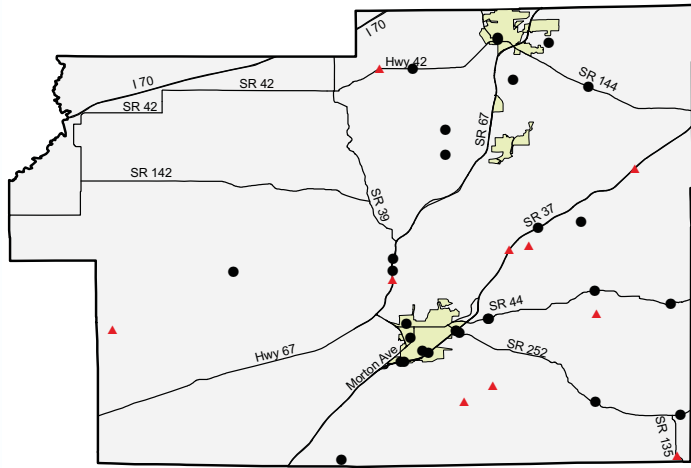 I 70
I 70
Hwy 42
SR 144
SR 42
SR 42
SR 67
SR 142
SR 39
SR 37
SR 44
SR 252
Hwy 67
Morton Ave
SR 135